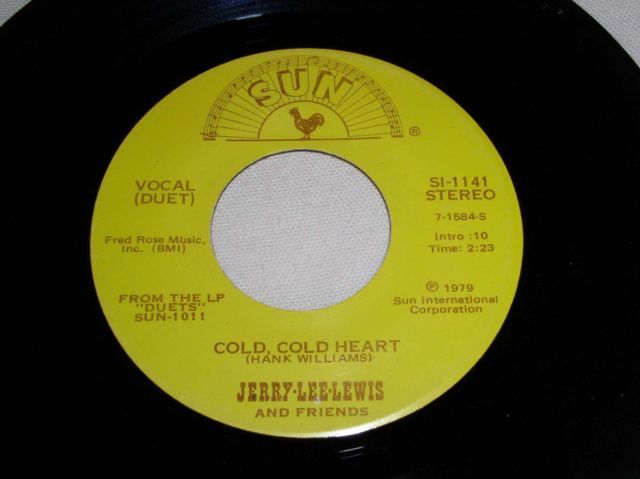 SUN
®
VOCAL
(DUET)
Fred Rose Music,
Inc. (BMI)
FROM THE LP
"DUETS"
SUN-1011
SI-1141
STEREO
7-1584-S
Intro :10
Time: 2:23
℗ 1979
Sun International
Corporation
COLD, COLD HEART
(HANK WILLIAMS)
JERRY·LEE·LEWIS
AND FRIENDS